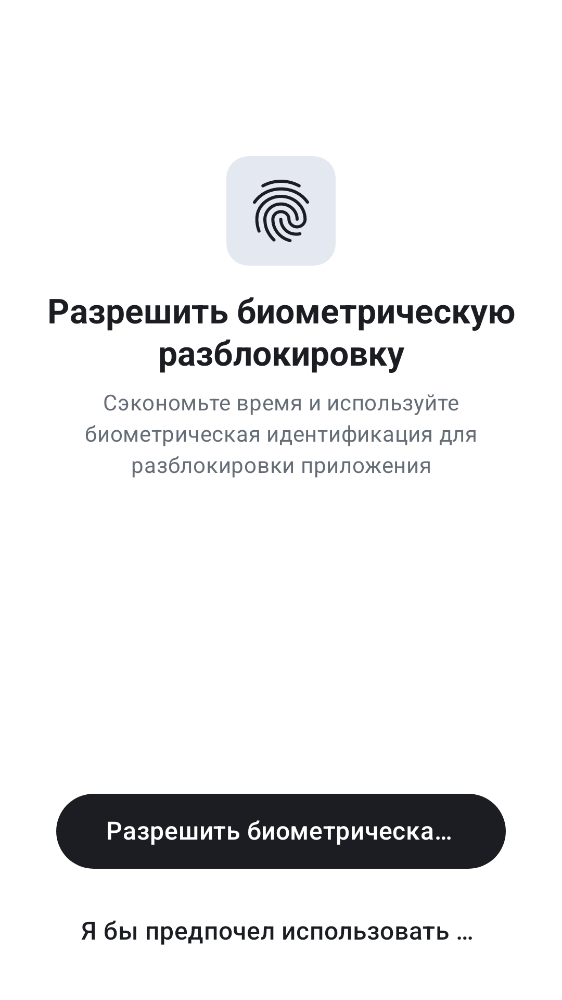 Разрешить биометрическую
разблокировку
Сэкономьте время и используйте
биометрическая идентификация для
разблокировки приложения
Разрешить биометрическа…
Я бы предпочел использовать …